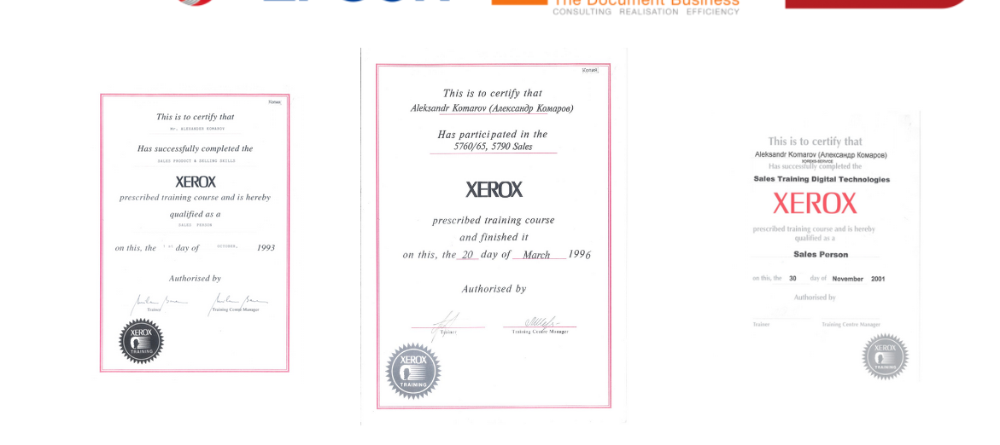 The Document Business
CONSULTING REALISATION EFFICIENCY
Копия
This is to certify that
Mr. ALEXANDER KOMAROV
Has successfully completed the
SALES PRODUCT & SELLING SKILLS
XEROX
prescribed training course and is hereby
qualified as a
SALES PERSON
on this, the 1 st day of OCTOBER, 1993
Authorised by
Trainer Training Centre Manager
XEROX
TRAINING
Копия
This is to certify that
Aleksandr Komarov (Александр Комаров)
Has participated in the
5760/65, 5790 Sales
XEROX
prescribed training course
and finished it
on this, the 20 day of March 1996
Authorised by
Trainer Training Centre Manager
XEROX
TRAINING
This is to certify that
Aleksandr Komarov (Александр Комаров)
Has successfully completed the
Sales Training Digital Technologies
XEROX
prescribed training course and is hereby
qualified as a
Sales Person
on this, the 30 day of November 2001
Authorised by
Trainer Training Centre Manager
XEROX
TRAINING